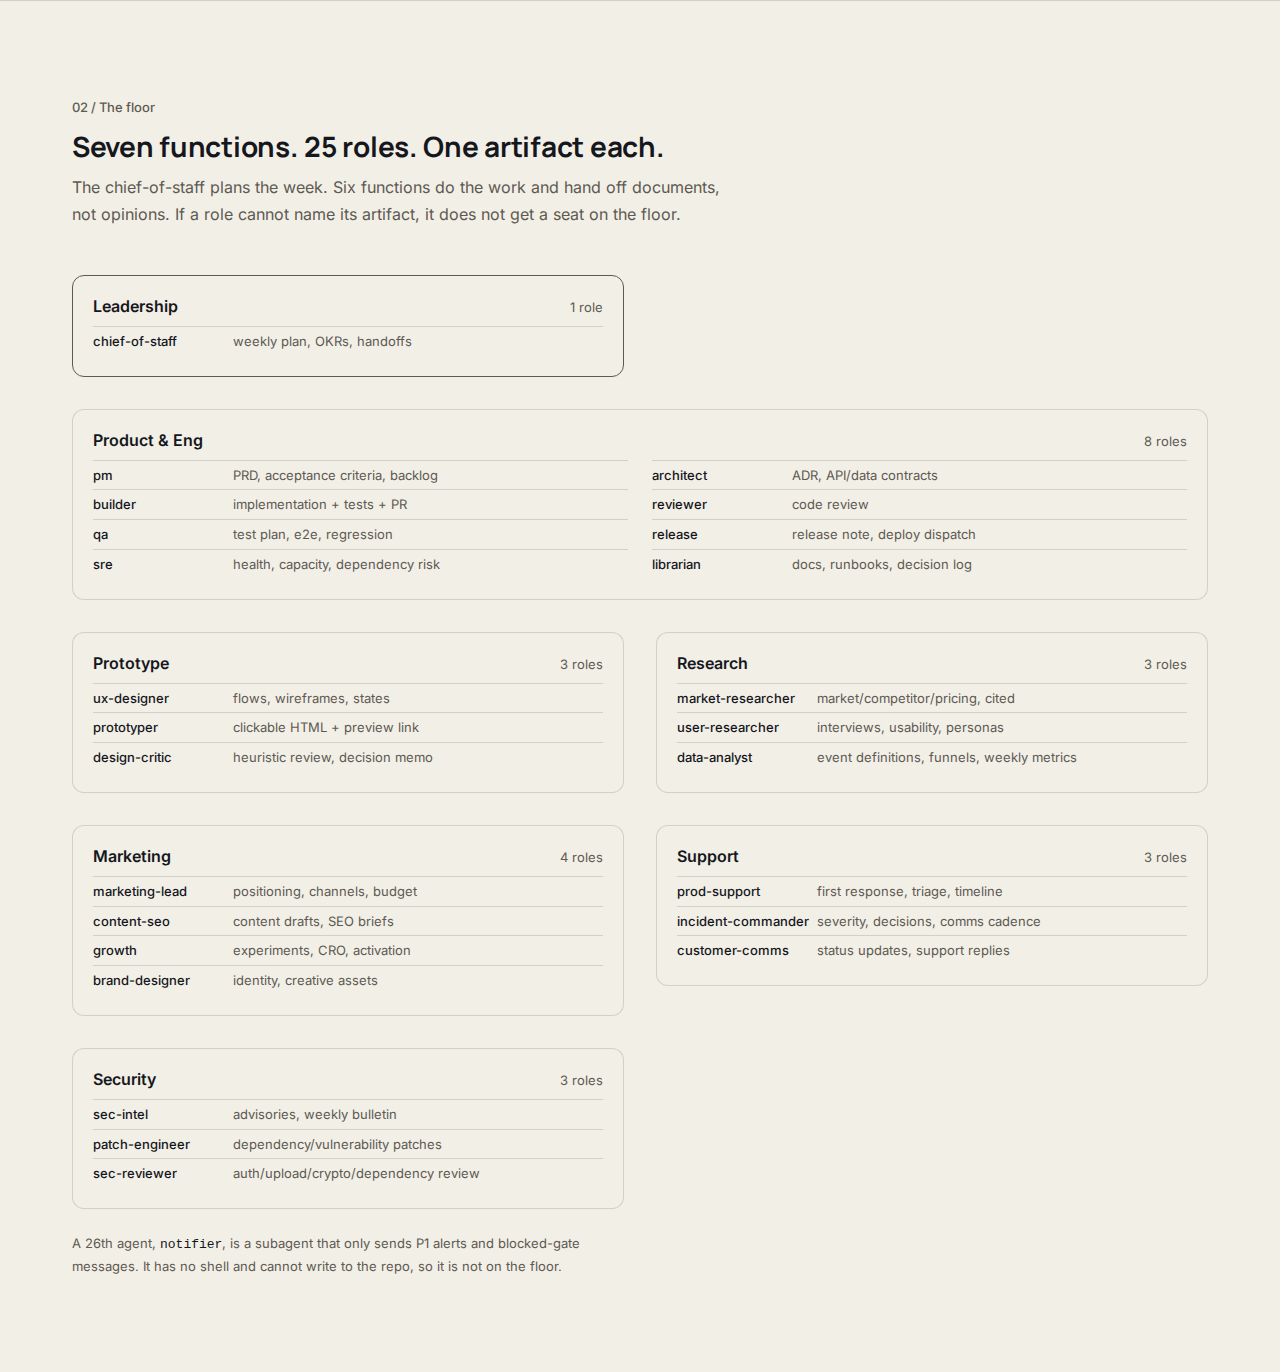 02 / The floor
Seven functions. 25 roles. One artifact each.
The chief-of-staff plans the week. Six functions do the work and hand off documents,
not opinions. If a role cannot name its artifact, it does not get a seat on the floor.
Leadership 1 role
chief-of-staff weekly plan, OKRs, handoffs
Product & Eng 8 roles
pm PRD, acceptance criteria, backlog architect ADR, API/data contracts
builder implementation + tests + PR reviewer code review
qa test plan, e2e, regression release release note, deploy dispatch
sre health, capacity, dependency risk librarian docs, runbooks, decision log
Prototype 3 roles
ux-designer flows, wireframes, states
prototyper clickable HTML + preview link
design-critic heuristic review, decision memo
Research 3 roles
market-researcher market/competitor/pricing, cited
user-researcher interviews, usability, personas
data-analyst event definitions, funnels, weekly metrics
Marketing 4 roles
marketing-lead positioning, channels, budget
content-seo content drafts, SEO briefs
growth experiments, CRO, activation
brand-designer identity, creative assets
Support 3 roles
prod-support first response, triage, timeline
incident-commander severity, decisions, comms cadence
customer-comms status updates, support replies
Security 3 roles
sec-intel advisories, weekly bulletin
patch-engineer dependency/vulnerability patches
sec-reviewer auth/upload/crypto/dependency review
A 26th agent, notifier, is a subagent that only sends P1 alerts and blocked-gate
messages. It has no shell and cannot write to the repo, so it is not on the floor.